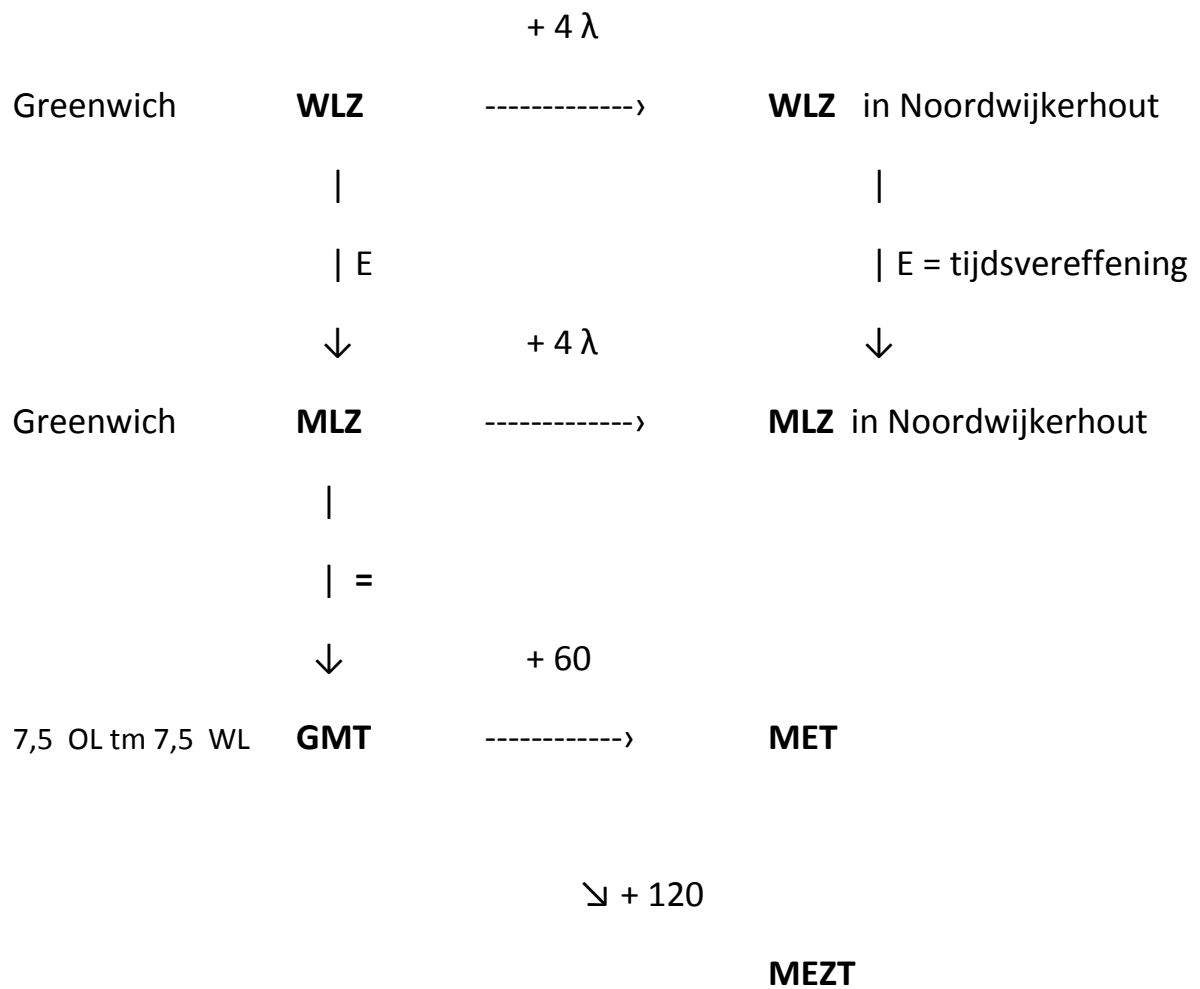 + 4 λ
Greenwich WLZ -------------› WLZ in Noordwijkerhout
| |
| E | E = tijdsvereffening
↓ + 4 λ ↓
Greenwich MLZ -------------› MLZ in Noordwijkerhout
|
| =
↓ + 60
7,5 OL tm 7,5 WL GMT ------------› MET
↘ + 120
MEZT